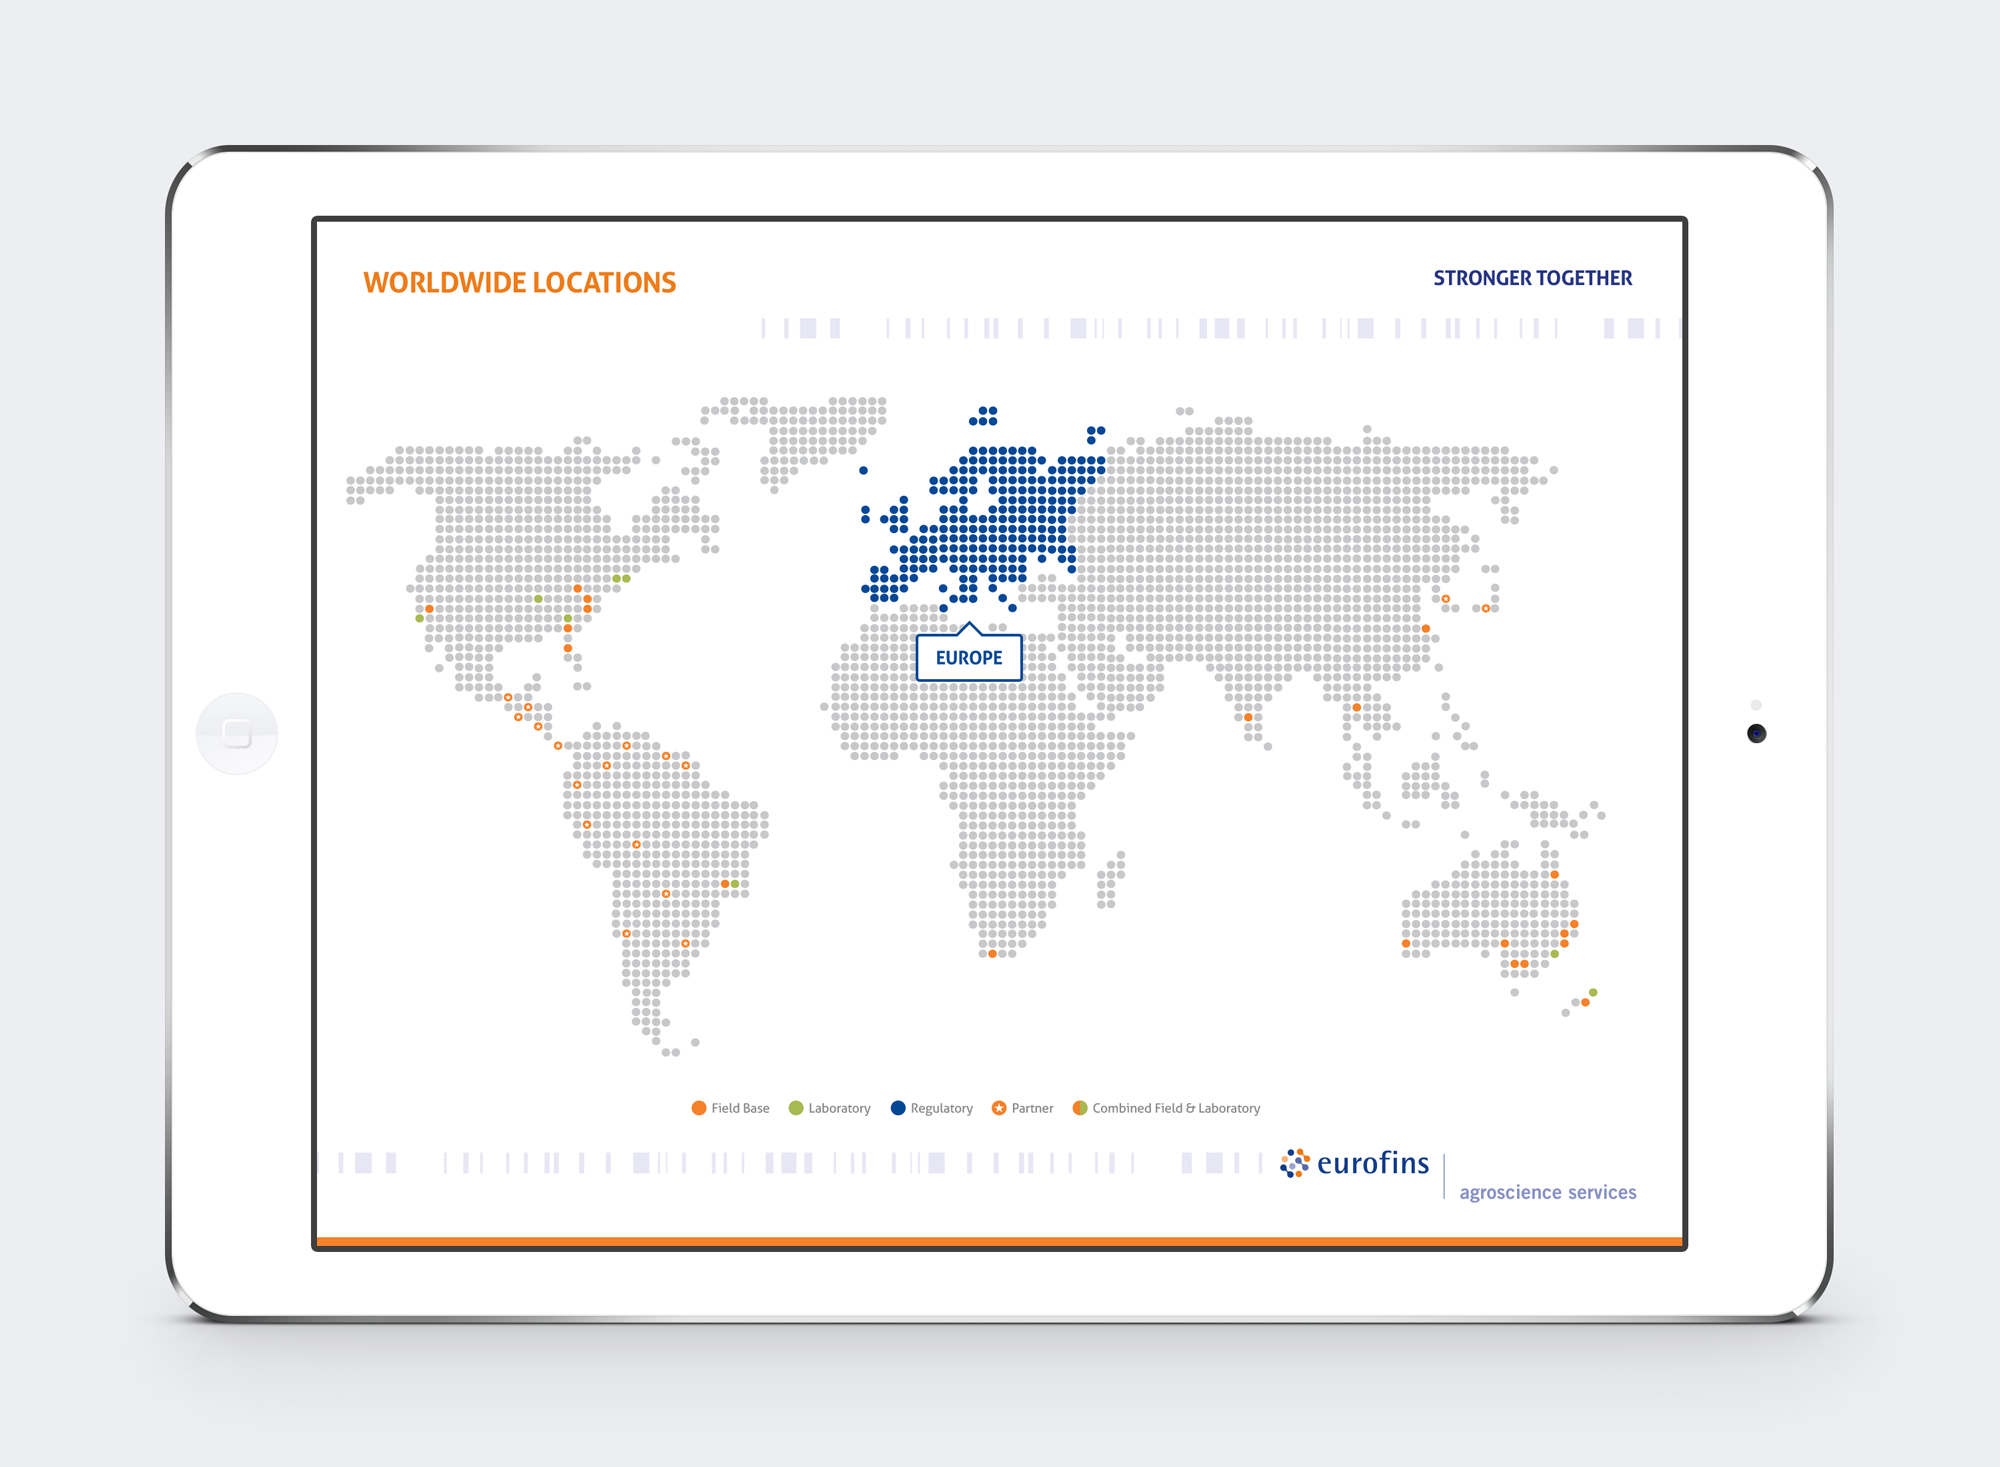 WORLDWIDE LOCATIONS
STRONGER TOGETHER
EUROPE
Field Base
Laboratory
Regulatory
Partner
Combined Field & Laboratory
eurofins
agroscience services